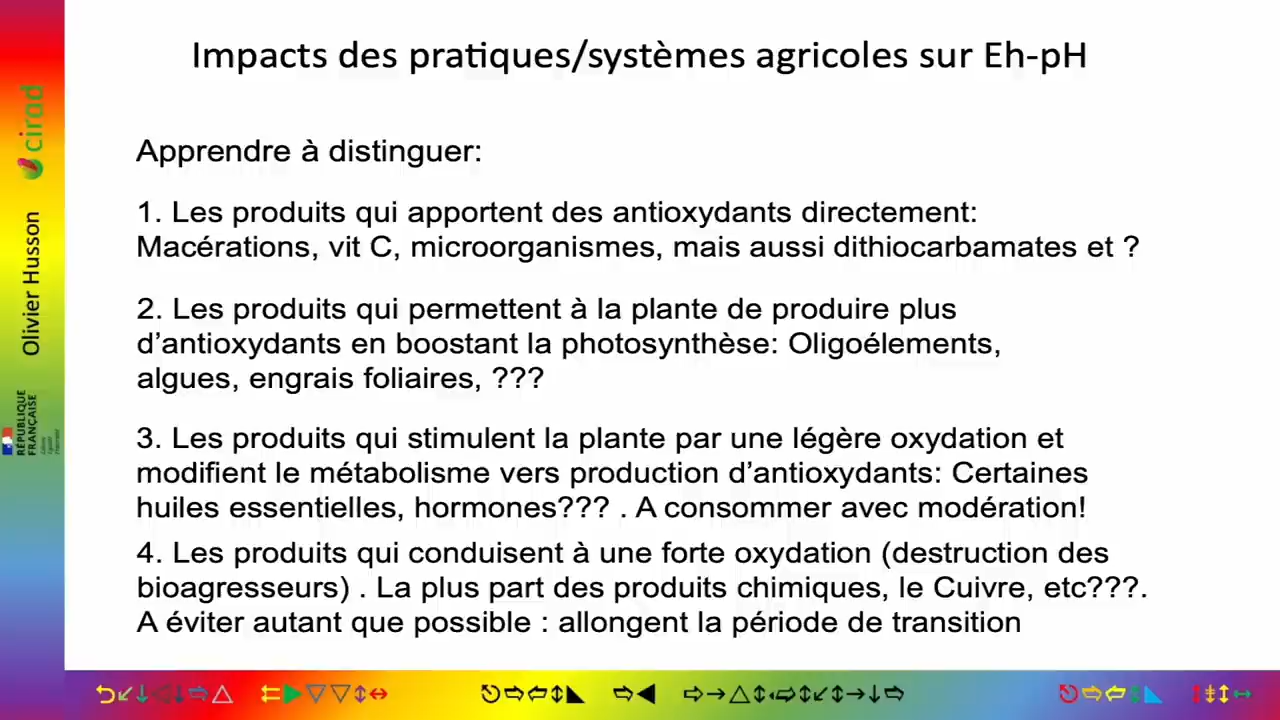 Impacts des pratiques/systèmes agricoles sur Eh-pH
Apprendre à distinguer:
1. Les produits qui apportent des antioxydants directement:
Macérations, vit C, microorganismes, mais aussi dithiocarbamates et ?
2. Les produits qui permettent à la plante de produire plus
d’antioxydants en boostant la photosynthèse: Oligoélements,
algues, engrais foliaires, ???
3. Les produits qui stimulent la plante par une légère oxydation et
modifient le métabolisme vers production d’antioxydants: Certaines
huiles essentielles, hormones??? . A consommer avec modération!
4. Les produits qui conduisent à une forte oxydation (destruction des
bioagresseurs) . La plus part des produits chimiques, le Cuivre, etc???.
A éviter autant que possible : allongent la période de transition
cirad
Olivier Husson
RÉPUBLIQUE
FRANÇAISE